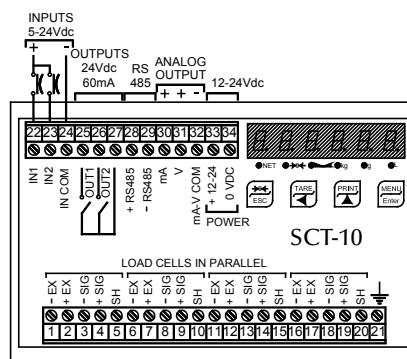 INPUTS
5-24Vdc
+ -
OUTPUTS
24Vdc
60mA
RS
485
ANALOG
OUTPUT
+ + -
12-24Vdc
22 23 24 25 26 27 28 29 30 31 32 33 34
IN1
IN2
IN COM
OUT1
OUT2
+ RS485
- RS485
mA
V
mA-V COM
+ 12-24
0 VDC
POWER
NET
kg
g
L
ESC
TARE
PRINT
MENU
Enter
SCT-10
LOAD CELLS IN PARALLEL
- EX
+ EX
- SIG
+ SIG
SH
- EX
+ EX
- SIG
+ SIG
SH
- EX
+ EX
- SIG
+ SIG
SH
- EX
+ EX
- SIG
+ SIG
SH
1 2 3 4 5 6 7 8 9 10 11 12 13 14 15 16 17 18 19 20 21